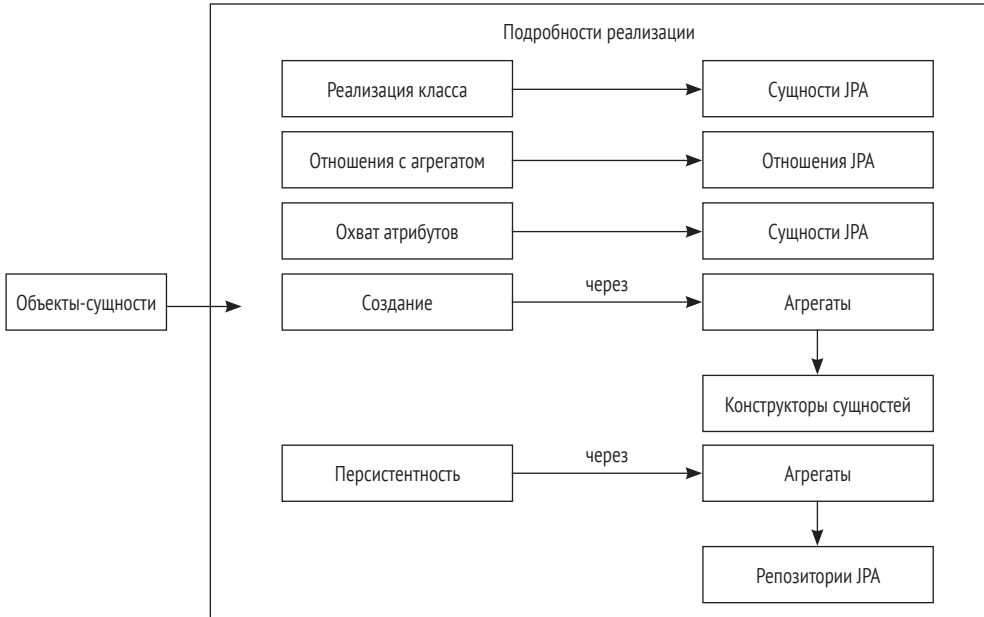 Подробности реализации
Реализация класса
Сущности JPA
Отношения с агрегатом
Отношения JPA
Охват атрибутов
Сущности JPA
Объекты-сущности
Создание
через
Агрегаты
Конструкторы сущностей
Персистентность
через
Агрегаты
Репозитории JPA